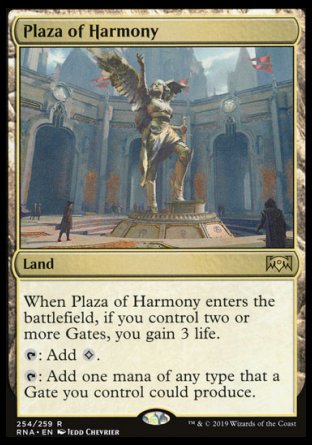 Plaza of Harmony
Land
When Plaza of Harmony enters the
battlefield, if you control two or
more Gates, you gain 3 life.
: Add .
: Add one mana of any type that a
Gate you control could produce.
254/259 R
RNA • EN Jedd Chevrier
™ & © 2019 Wizards of the Coast